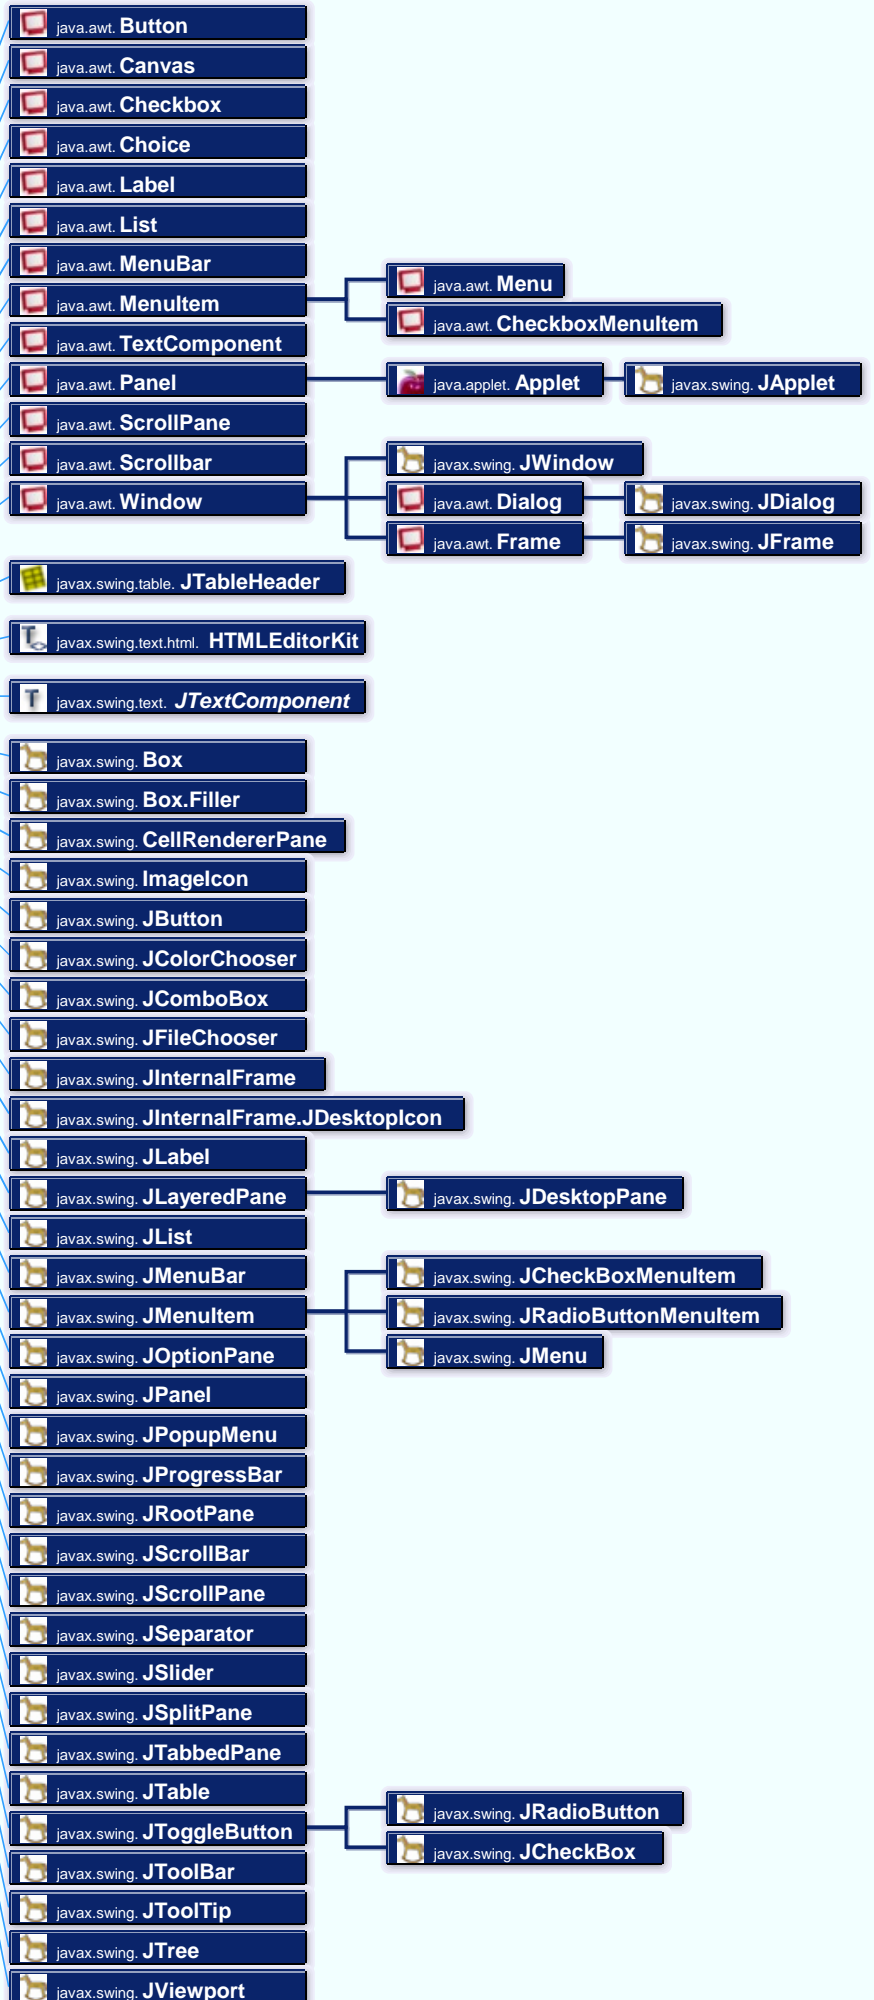 java.awt. Button
java.awt. Canvas
java.awt. Checkbox
java.awt. Choice
java.awt. Label
java.awt. List
java.awt. MenuBar
java.awt. MenuItem
java.awt. Menu
java.awt. CheckboxMenuItem
java.awt. TextComponent
java.awt. Panel
java.applet. Applet
javax.swing. JApplet
java.awt. ScrollPane
java.awt. Scrollbar
java.awt. Window
javax.swing. JWindow
java.awt. Dialog
javax.swing. JDialog
java.awt. Frame
javax.swing. JFrame
javax.swing.table. JTableHeader
javax.swing.text.html. HTMLEditorKit
javax.swing.text. JTextComponent
javax.swing. Box
javax.swing. Box.Filler
javax.swing. CellRendererPane
javax.swing. ImageIcon
javax.swing. JButton
javax.swing. JColorChooser
javax.swing. JComboBox
javax.swing. JFileChooser
javax.swing. JInternalFrame
javax.swing. JInternalFrame.JDesktopIcon
javax.swing. JLabel
javax.swing. JLayeredPane
javax.swing. JDesktopPane
javax.swing. JList
javax.swing. JMenuBar
javax.swing. JMenuItem
javax.swing. JCheckBoxMenuItem
javax.swing. JRadioButtonMenuItem
javax.swing. JMenu
javax.swing. JOptionPane
javax.swing. JPanel
javax.swing. JPopupMenu
javax.swing. JProgressBar
javax.swing. JRootPane
javax.swing. JScrollBar
javax.swing. JScrollPane
javax.swing. JSeparator
javax.swing. JSlider
javax.swing. JSplitPane
javax.swing. JTabbedPane
javax.swing. JTable
javax.swing. JToggleButton
javax.swing. JRadioButton
javax.swing. JCheckBox
javax.swing. JToolBar
javax.swing. JToolTip
javax.swing. JTree
javax.swing. JViewport